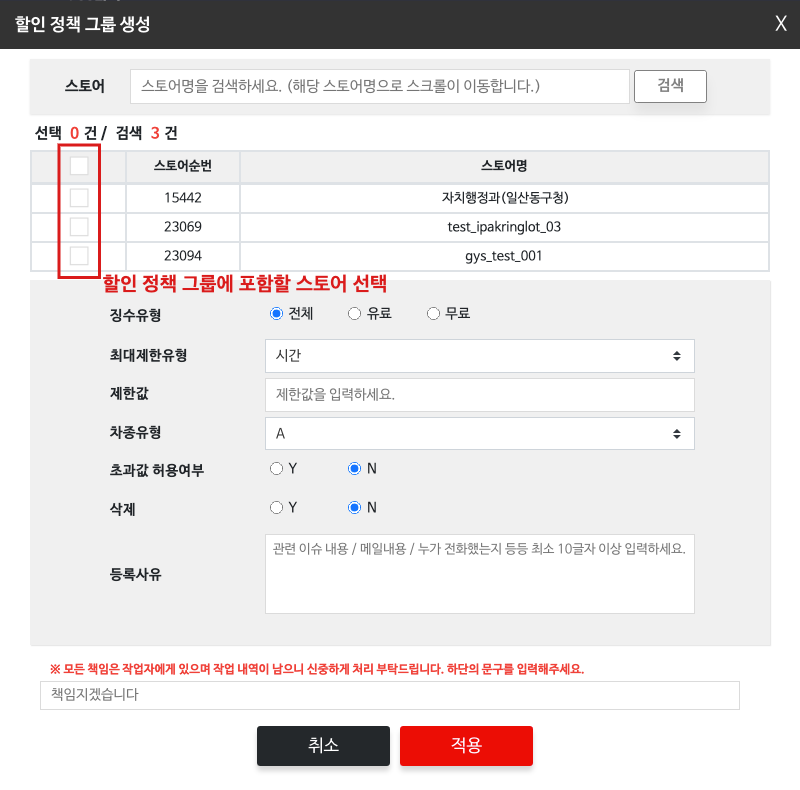 할인 정책 그룹 생성 X
스토어 스토어명을 검색하세요. (해당 스토어명으로 스크롤이 이동합니다.) 검색
선택 0 건 / 검색 3 건
스토어순번 스토어명
15442 자치행정과(일산동구청)
23069 test_ipakringlot_03
23094 gys_test_001
할인 정책 그룹에 포함할 스토어 선택
징수유형 전체 유료 무료
최대제한유형 시간
제한값 제한값을 입력하세요.
차종유형 A
초과값 허용여부 Y N
삭제 Y N
등록사유 관련 이슈 내용 / 메일내용 / 누가 전화했는지 등등 최소 10글자 이상 입력하세요.
※ 모든 책임은 작업자에게 있으며 작업 내역이 남으니 신중하게 처리 부탁드립니다. 하단의 문구를 입력해주세요.
책임지겠습니다
취소 적용